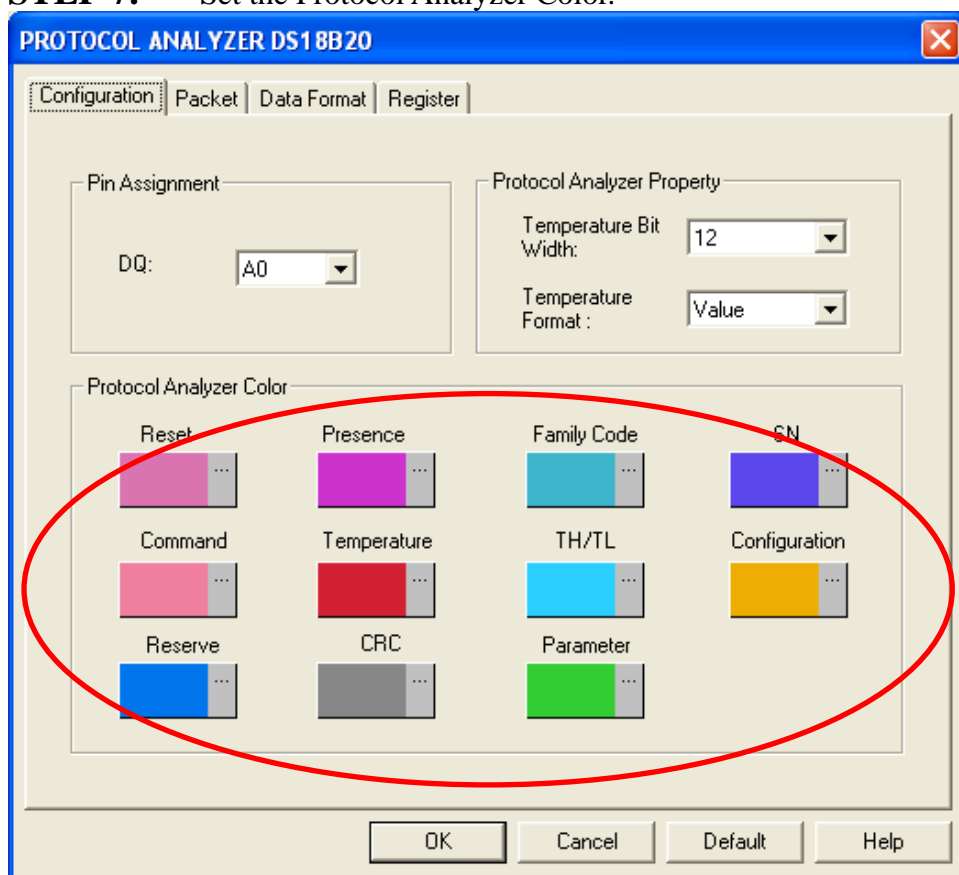 STEP 7. Set the Protocol Analyzer Color.
PROTOCOL ANALYZER DS18B20
Configuration Packet Data Format Register
Pin Assignment
DQ: A0
Protocol Analyzer Property
Temperature Bit
Width: 12
Temperature
Format : Value
Protocol Analyzer Color
Reset Presence Family Code SN
... ... ... ...
Command Temperature TH/TL Configuration
... ... ... ...
Reserve CRC Parameter
... ... ...
OK Cancel Default Help